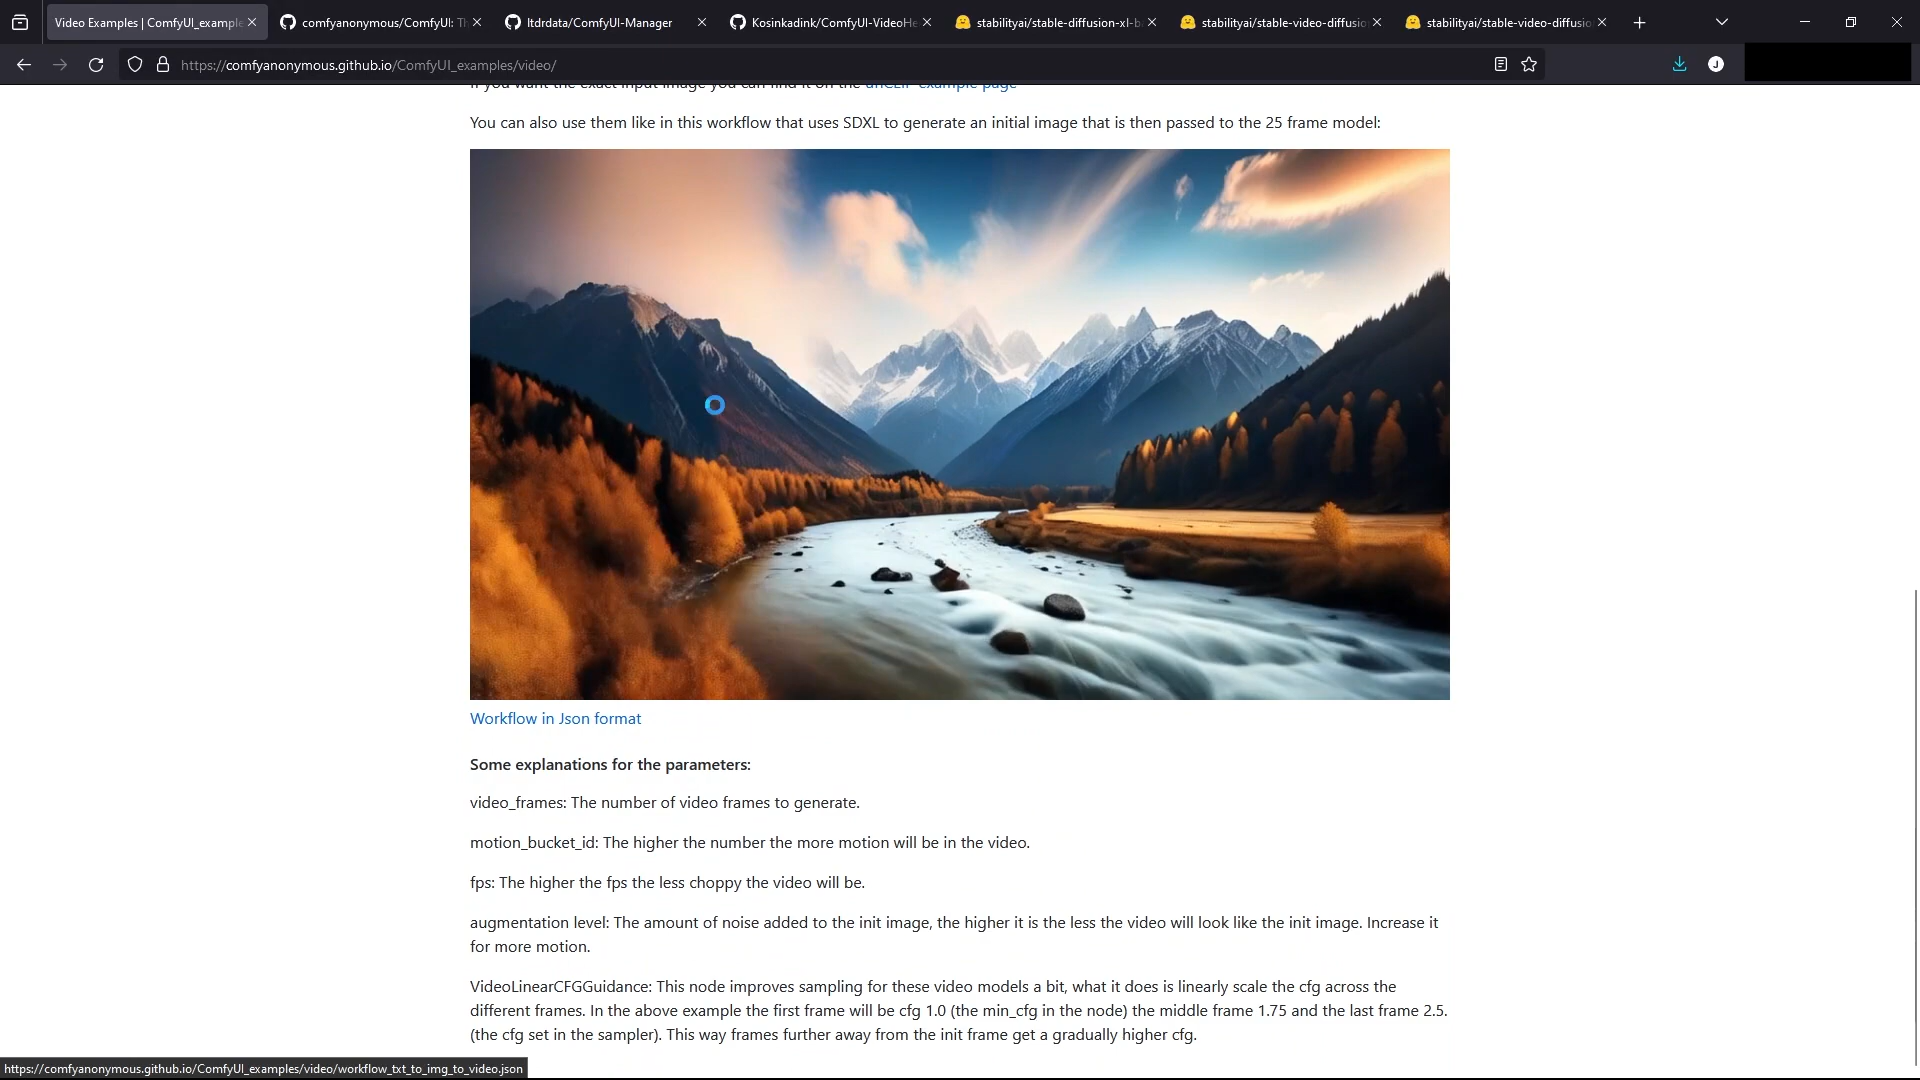 Video Examples | ComfyUI_example
comfyanonymous/ComfyUI: Th
ltdrdata/ComfyUI-Manager
Kosinkadink/ComfyUI-VideoHe
stabilityai/stable-diffusion-xl-ba
stabilityai/stable-video-diffusio
stabilityai/stable-video-diffusio
https://comfyanonymous.github.io/ComfyUI_examples/video/
J
If you want the exact input image you can find it on the unCLIP example page
You can also use them like in this workflow that uses SDXL to generate an initial image that is then passed to the 25 frame model:
Workflow in Json format
Some explanations for the parameters:
video_frames: The number of video frames to generate.
motion_bucket_id: The higher the number the more motion will be in the video.
fps: The higher the fps the less choppy the video will be.
augmentation level: The amount of noise added to the init image, the higher it is the less the video will look like the init image. Increase it
for more motion.
VideoLinearCFGGuidance: This node improves sampling for these video models a bit, what it does is linearly scale the cfg across the
different frames. In the above example the first frame will be cfg 1.0 (the min_cfg in the node) the middle frame 1.75 and the last frame 2.5.
(the cfg set in the sampler). This way frames further away from the init frame get a gradually higher cfg.
https://comfyanonymous.github.io/ComfyUI_examples/video/workflow_txt_to_img_to_video.json